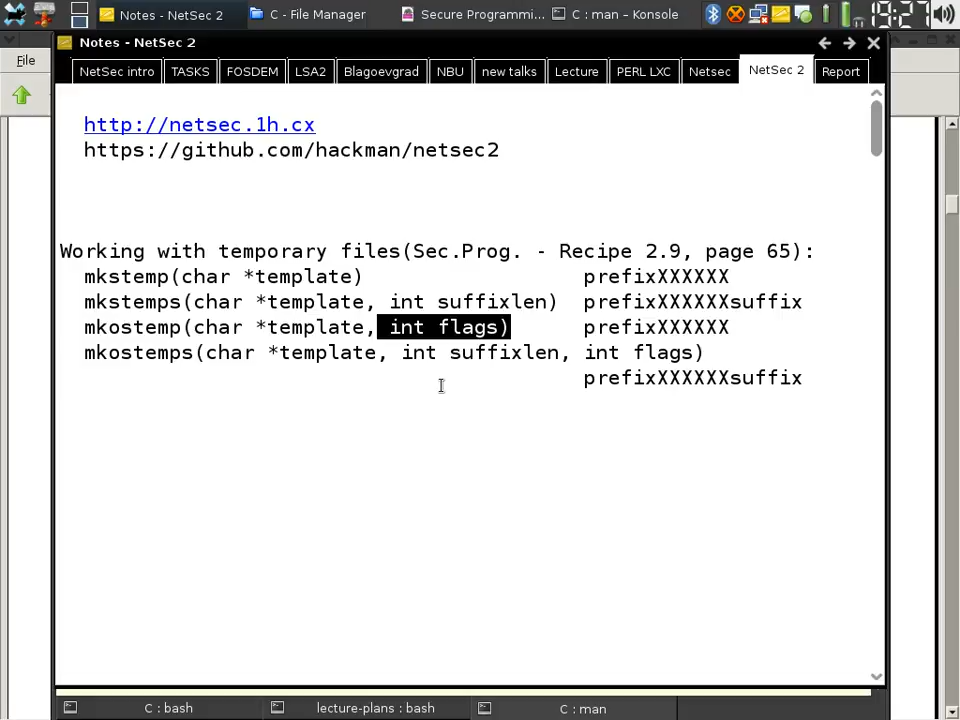 Notes - NetSec 2
C - File Manager
Secure Programmi...
C : man – Konsole
19:27
Notes - NetSec 2
File
NetSec intro
TASKS
FOSDEM
LSA2
Blagoevgrad
NBU
new talks
Lecture
PERL LXC
Netsec
NetSec 2
Report
http://netsec.1h.cx
https://github.com/hackman/netsec2
Working with temporary files(Sec.Prog. - Recipe 2.9, page 65):
mkstemp(char *template) prefixXXXXXX
mkstemps(char *template, int suffixlen) prefixXXXXXXsuffix
mkostemp(char *template, int flags) prefixXXXXXX
mkostemps(char *template, int suffixlen, int flags)
prefixXXXXXXsuffix
C : bash
lecture-plans : bash
C : man